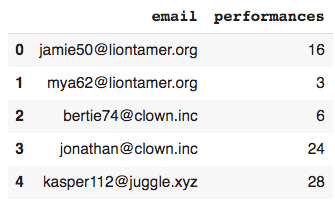 email performances
0 jamie50@liontamer.org 16
1 mya62@liontamer.org 3
2 bertie74@clown.inc 6
3 jonathan@clown.inc 24
4 kasper112@juggle.xyz 28